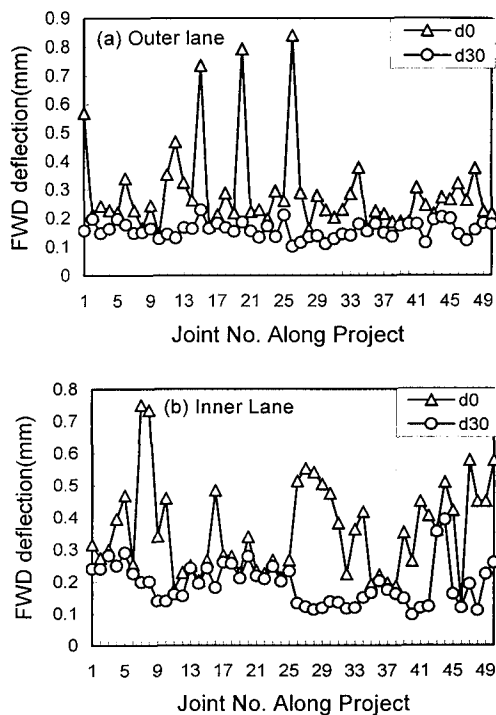 (a) Outer lane
d0
d30
FWD deflection(mm)
0.9
0.8
0.7
0.6
0.5
0.4
0.3
0.2
0.1
0
1 5 9 13 17 21 25 29 33 37 41 45 49
Joint No. Along Project
(b) Inner Lane
d0
d30
FWD deflection(mm)
0.8
0.7
0.6
0.5
0.4
0.3
0.2
0.1
0
1 5 9 13 17 21 25 29 33 37 41 45 49
Joint No. Along Project